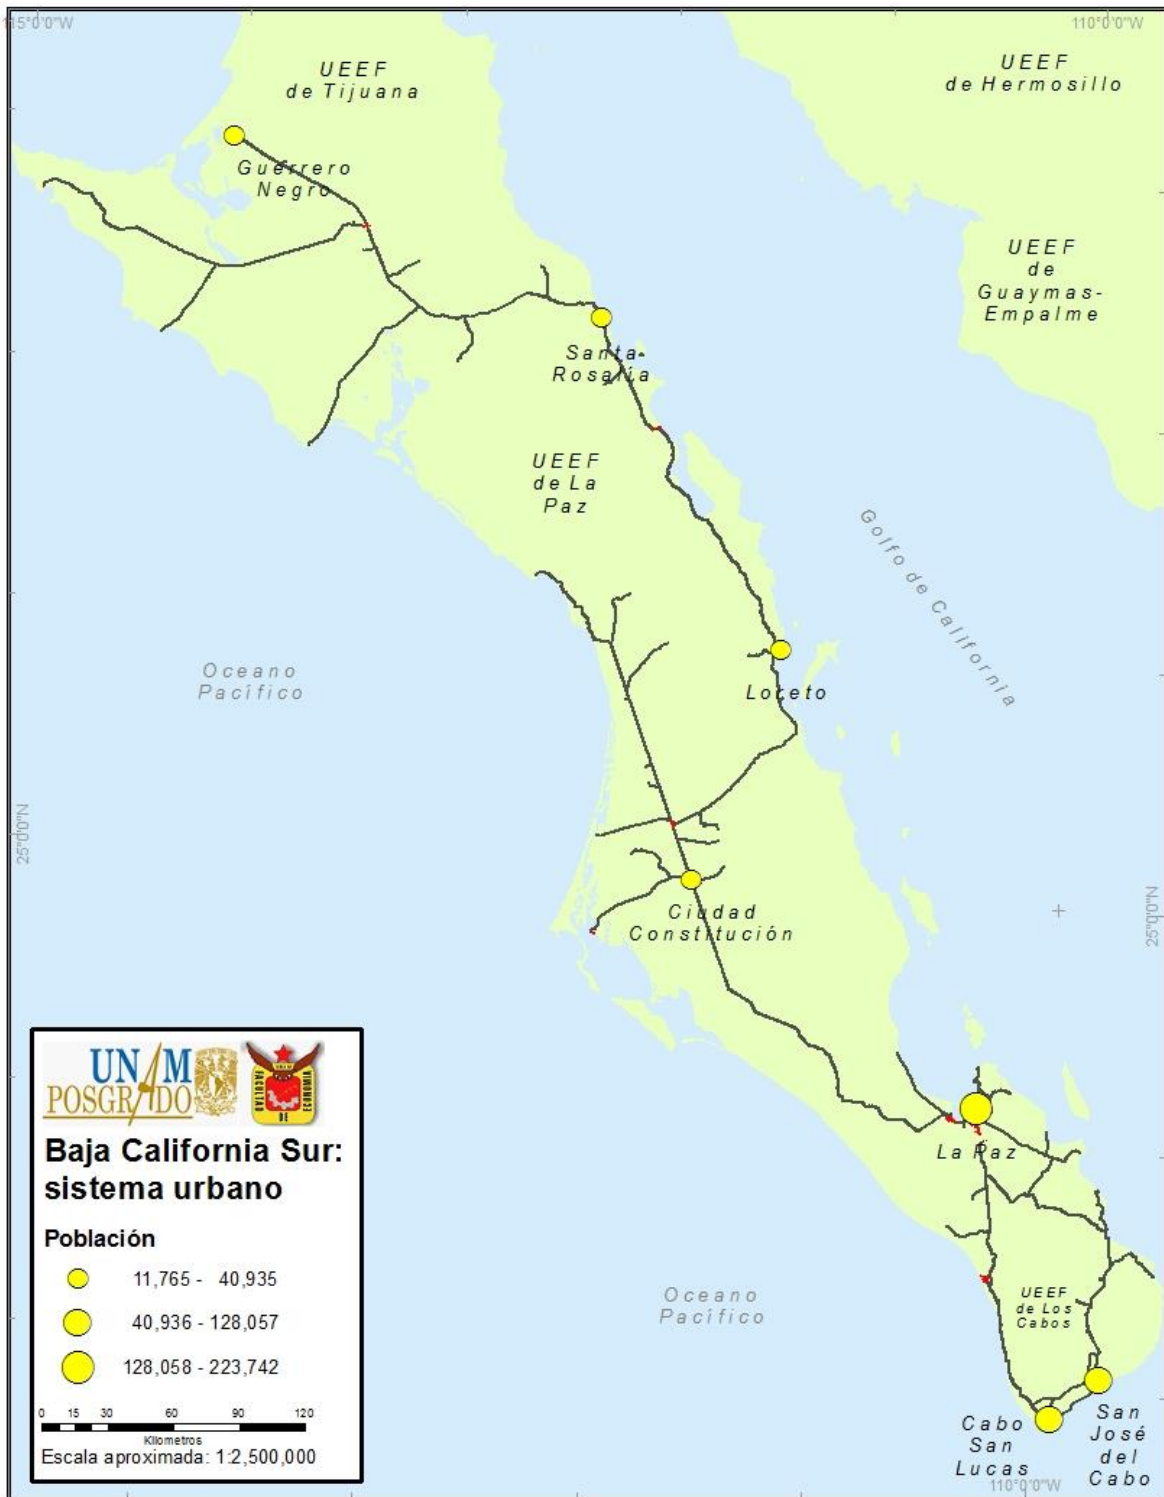 115°0'0"W
110°0'0"W
UEEF
de Tijuana
UEEF
de Hermosillo
Guerrero
Negro
UEEF
de
Guaymas-
Empalme
Santa
Rosalía
UEEF
de La
Paz
Golfo de California
Oceano
Pacífico
Loreto
25°0'0"N
25°0'0"N
Ciudad
Constitución
La Paz
Oceano
Pacífico
UEEF
de Los
Cabos
Cabo
San
Lucas
San
José
del
Cabo
110°0'0"W
UNAM
POSGRADO
FACULTAD
DE
ECONOMIA
Baja California Sur:
sistema urbano
Población
11,765 - 40,935
40,936 - 128,057
128,058 - 223,742
0 15 30 60 90 120
Kilometros
Escala aproximada: 1:2,500,000